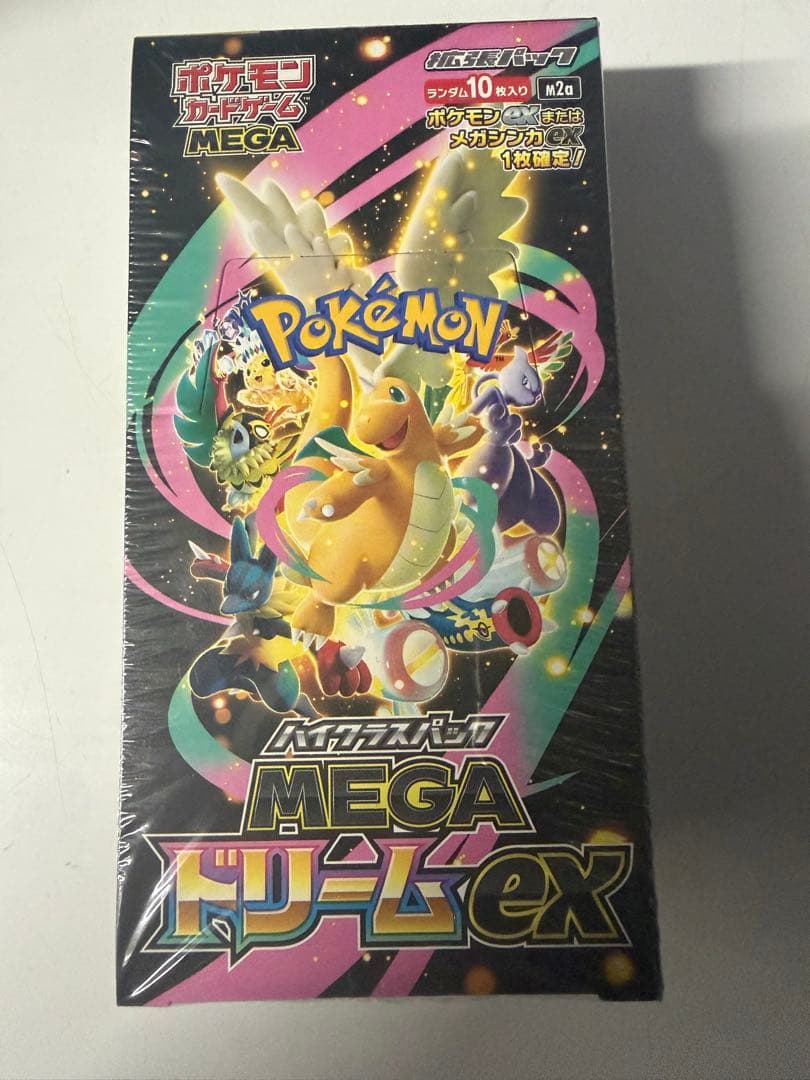 ポケモン
カードゲーム
MEGA
拡張パック
ランダム10枚入り M2a
ポケモンexまたは
メガシンカex
1枚確定!
POKéMON
TM
ハイクラスパック
MEGA
ドリームex